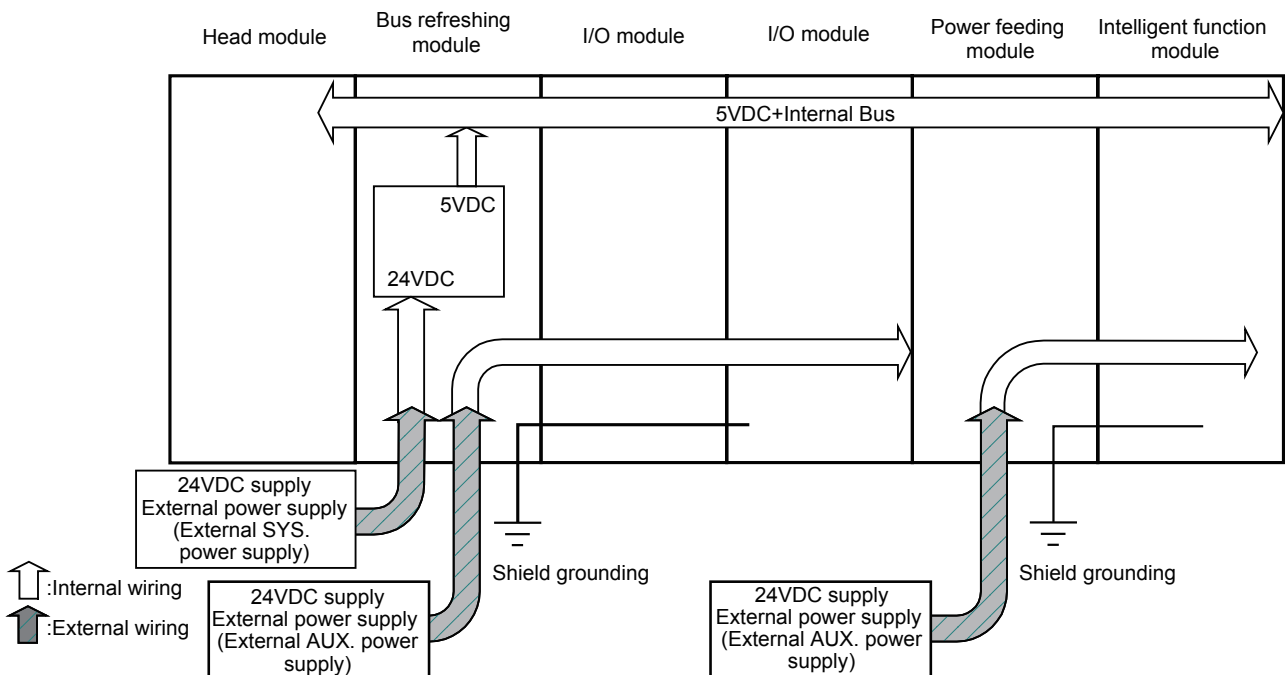 Head module
Bus refreshing
module
I/O module
I/O module
Power feeding
module
Intelligent function
module
5VDC+Internal Bus
5VDC
24VDC
24VDC supply
External power supply
(External SYS.
power supply)
Shield grounding
Shield grounding
:Internal wiring
:External wiring
24VDC supply
External power supply
(External AUX. power
supply)
24VDC supply
External power supply
(External AUX. power
supply)